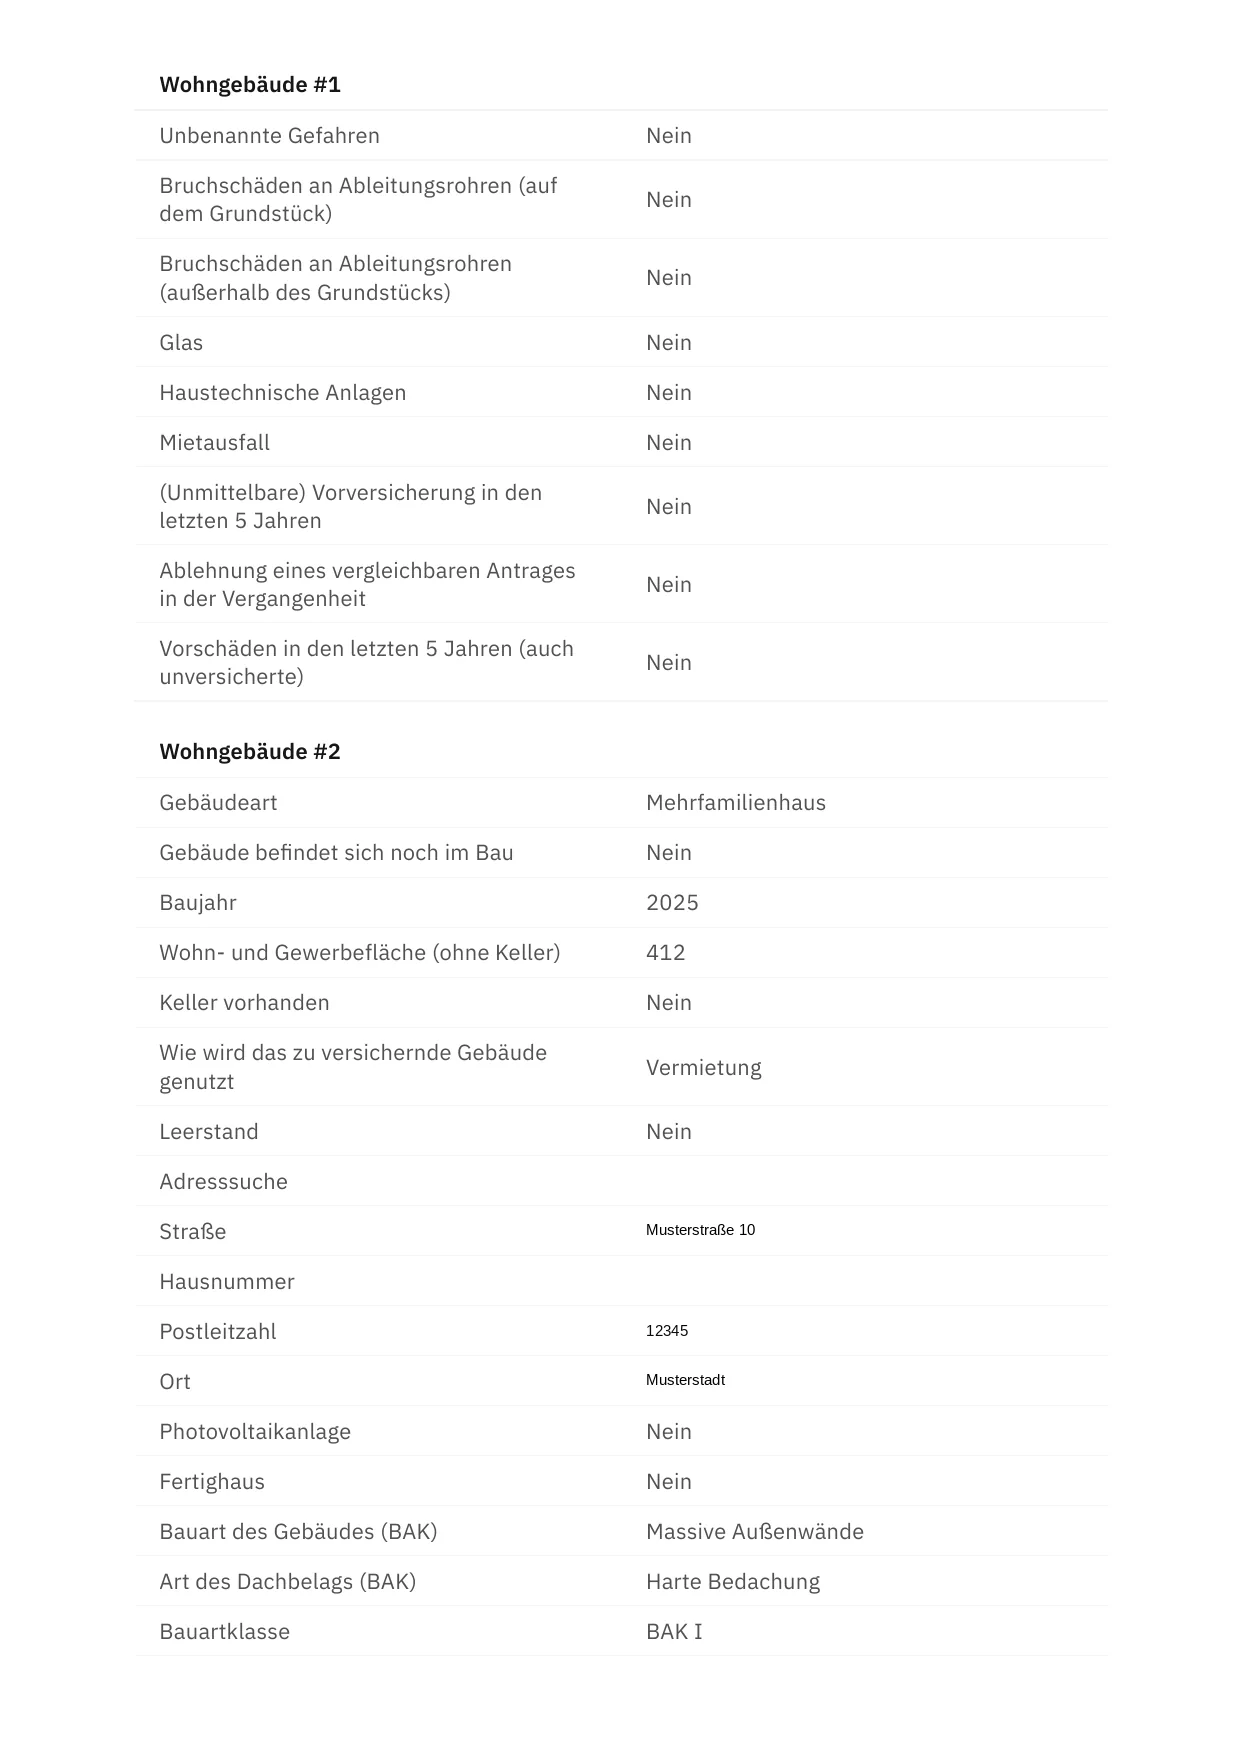 Wohngebäude #1
Unbenannte Gefahren Nein
Bruchschäden an Ableitungsrohren (auf
dem Grundstück)
Nein
Bruchschäden an Ableitungsrohren
(außerhalb des Grundstücks)
Nein
Glas Nein
Haustechnische Anlagen Nein
Mietausfall Nein
(Unmittelbare) Vorversicherung in den
letzten 5 Jahren
Nein
Ablehnung eines vergleichbaren Antrages
in der Vergangenheit
Nein
Vorschäden in den letzten 5 Jahren (auch
unversicherte)
Nein
Wohngebäude #2
Gebäudeart Mehrfamilienhaus
Gebäude befindet sich noch im Bau Nein
Baujahr 2025
Wohn- und Gewerbefläche (ohne Keller) 412
Keller vorhanden Nein
Wie wird das zu versichernde Gebäude
genutzt
Vermietung
Leerstand Nein
Adresssuche
Straße Musterstraße 10
Hausnummer
Postleitzahl 12345
Ort Musterstadt
Photovoltaikanlage Nein
Fertighaus Nein
Bauart des Gebäudes (BAK) Massive Außenwände
Art des Dachbelags (BAK) Harte Bedachung
Bauartklasse BAK I